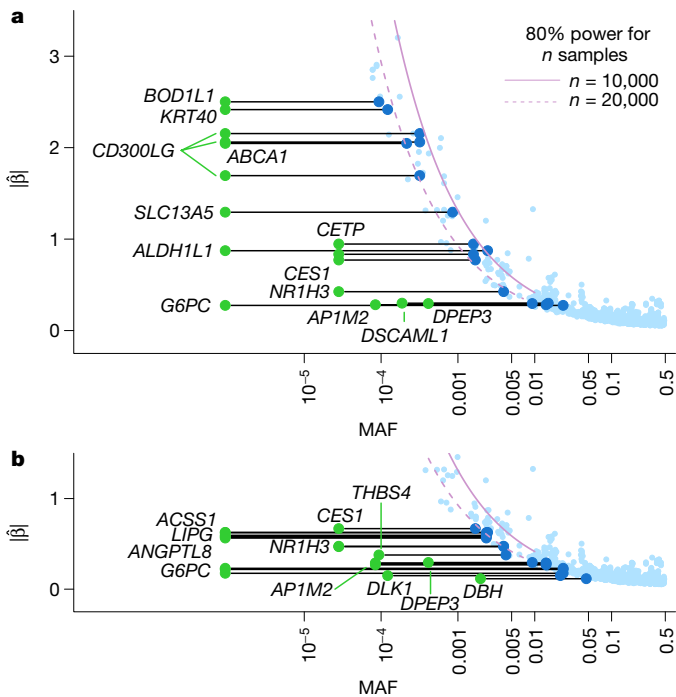 a
80% power for
n samples
n = 10,000
n = 20,000
3
2
1
0
|β̂|
BOD1L1
KRT40
CD300LG
ABCA1
SLC13A5
CETP
ALDH1L1
CES1
NR1H3
G6PC
AP1M2
DPEP3
DSCAML1
10⁻⁵
10⁻⁴
0.001
0.005
0.01
0.05
0.1
0.5
MAF
b
1
0
|β̂|
THBS4
ACSS1
CES1
LIPG
ANGPTL8
NR1H3
G6PC
AP1M2
DLK1
DBH
DPEP3
10⁻⁵
10⁻⁴
0.001
0.005
0.01
0.05
0.1
0.5
MAF